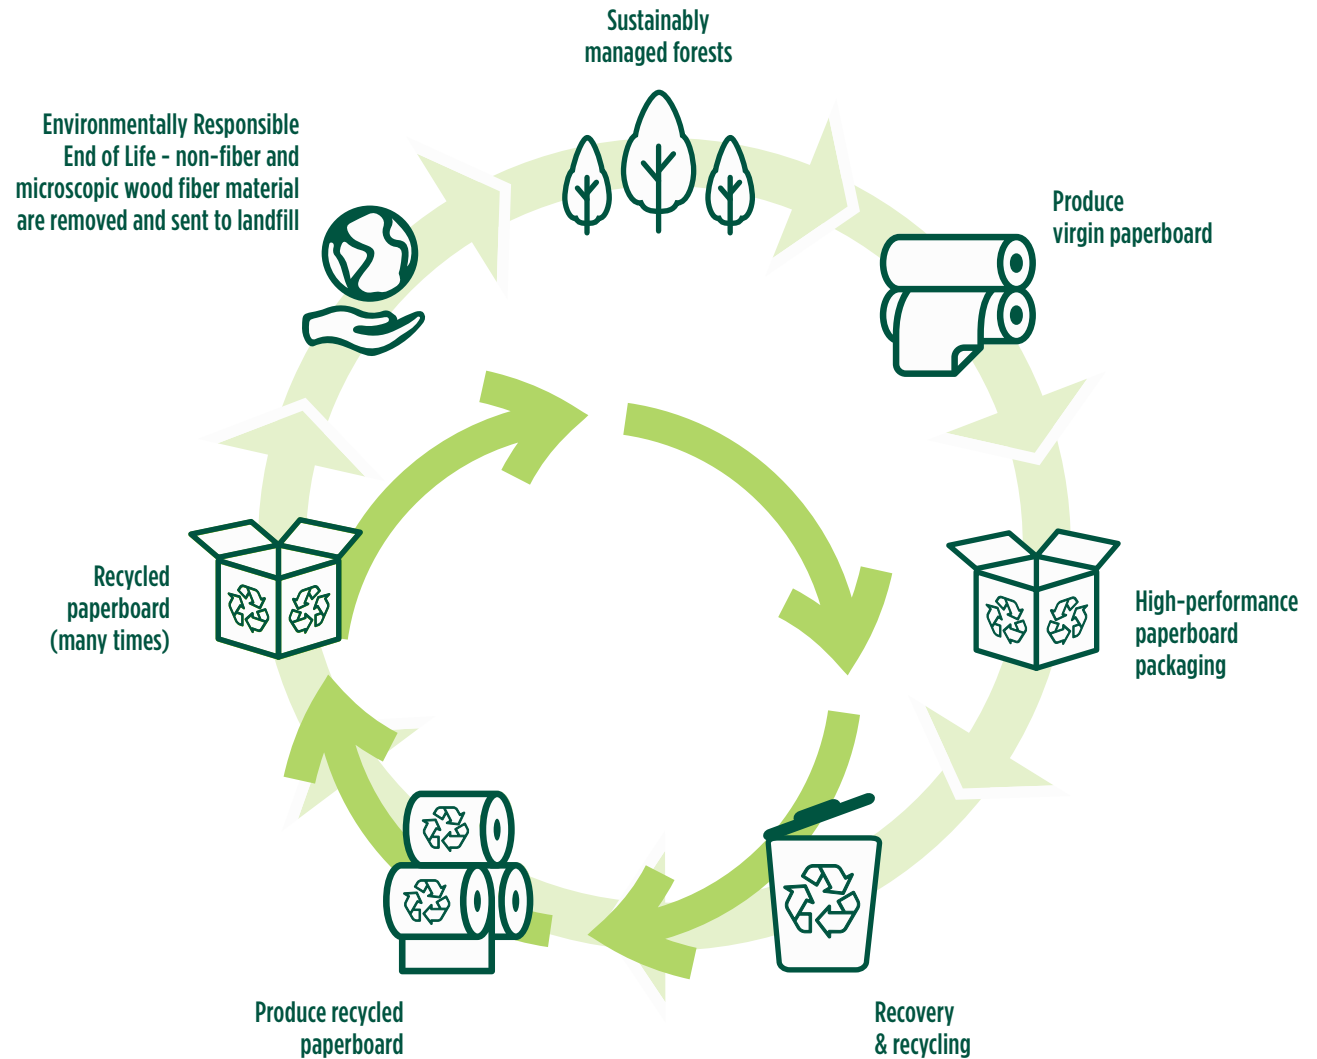 Sustainably
managed forests
Environmentally Responsible
End of Life - non-fiber and
microscopic wood fiber material
are removed and sent to landfill
Produce
virgin paperboard
High-performance
paperboard
packaging
Recycled
paperboard
(many times)
Produce recycled
paperboard
Recovery
& recycling